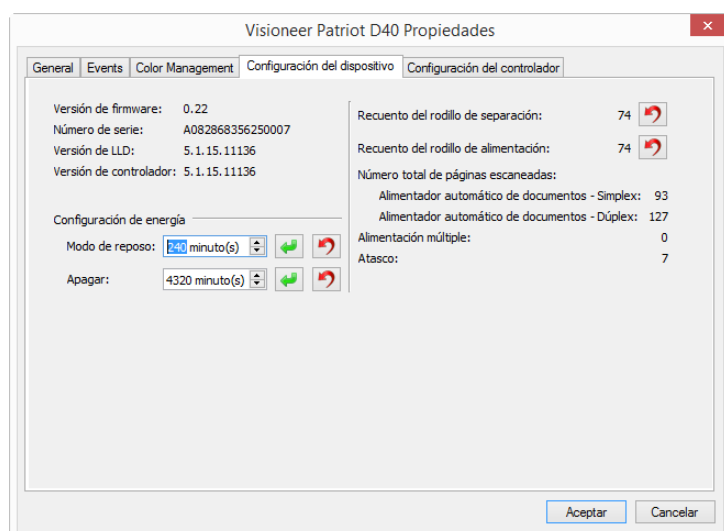 Visioneer Patriot D40 Propiedades
General Events Color Management Configuración del dispositivo Configuración del controlador
Versión de firmware: 0.22
Número de serie: A082868356250007
Versión de LLD: 5.1.15.11136
Versión de controlador: 5.1.15.11136
Configuración de energía
Modo de reposo: 240 minuto(s)
Apagar: 4320 minuto(s)
Recuento del rodillo de separación: 74
Recuento del rodillo de alimentación: 74
Número total de páginas escaneadas:
Alimentador automático de documentos - Simplex: 93
Alimentador automático de documentos - Dúplex: 127
Alimentación múltiple: 0
Atasco: 7
Aceptar Cancelar